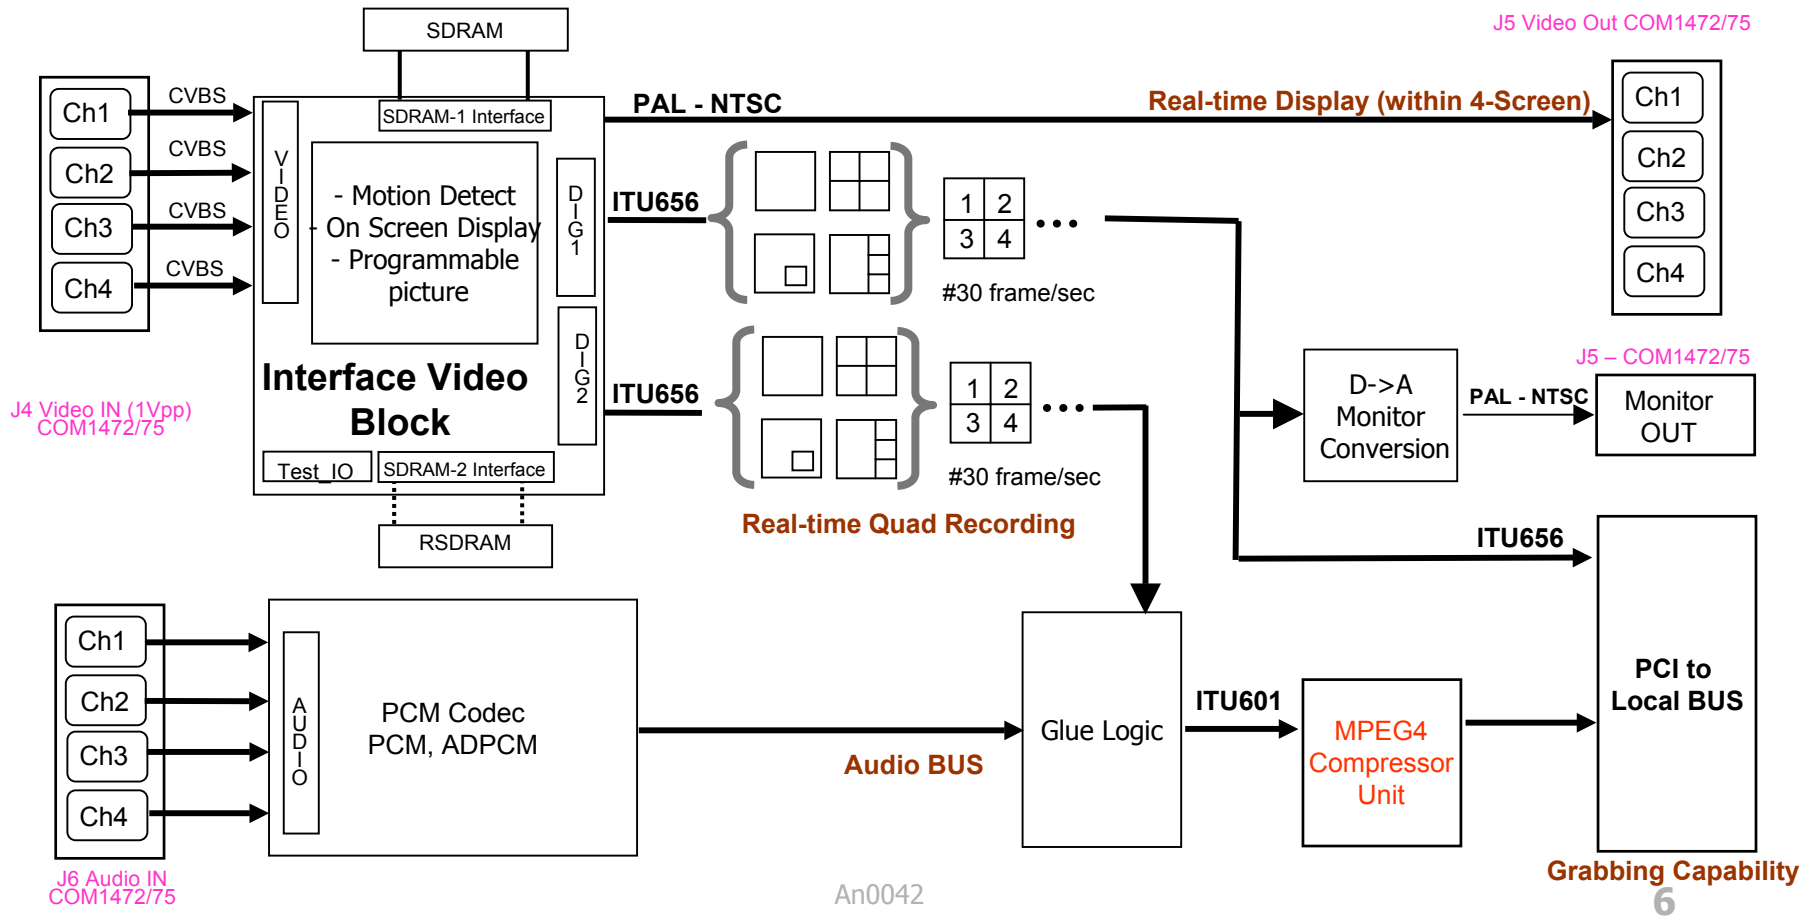 SDRAM
J5 Video Out COM1472/75
Ch1
Ch2
Ch3
Ch4
CVBS
CVBS
CVBS
CVBS
J4 Video IN (1Vpp)
COM1472/75
VIDEO
SDRAM-1 Interface
- Motion Detect
- On Screen Display
- Programmable
picture
DIG1
DIG2
Interface Video
Block
Test_IO
SDRAM-2 Interface
RSDRAM
PAL - NTSC
Real-time Display (within 4-Screen)
Ch1
Ch2
Ch3
Ch4
ITU656
1 2
3 4
...
#30 frame/sec
ITU656
1 2
3 4
...
#30 frame/sec
Real-time Quad Recording
D->A
Monitor
Conversion
PAL - NTSC
J5 – COM1472/75
Monitor
OUT
ITU656
PCI to
Local BUS
Grabbing Capability
Ch1
Ch2
Ch3
Ch4
J6 Audio IN
COM1472/75
AUDIO
PCM Codec
PCM, ADPCM
Audio BUS
Glue Logic
ITU601
MPEG4
Compressor
Unit
An0042
6